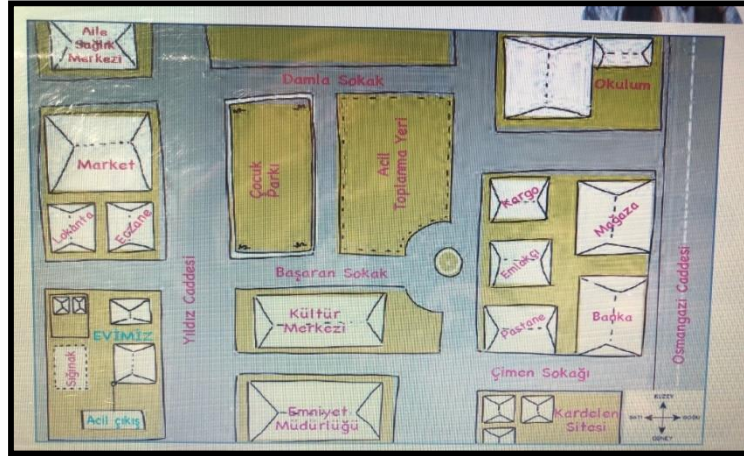 Aile
Sağlık
Merkezi
Damla Sokak
Okulum
Market
Çocuk
Parkı
Acil
Toplanma Yeri
Kargo
Mağaza
Lokanta
Eczane
Emlakçı
Osmangazi Caddesi
Yıldız Caddesi
Başaran Sokak
Kültür
Merkezi
Pastane
Banka
EVİMİZ
Sığınak
Acil çıkış
Çimen Sokağı
Emniyet
Müdürlüğü
Kardelen
Sitesi
KUZEY
BATI
DOĞU
GÜNEY